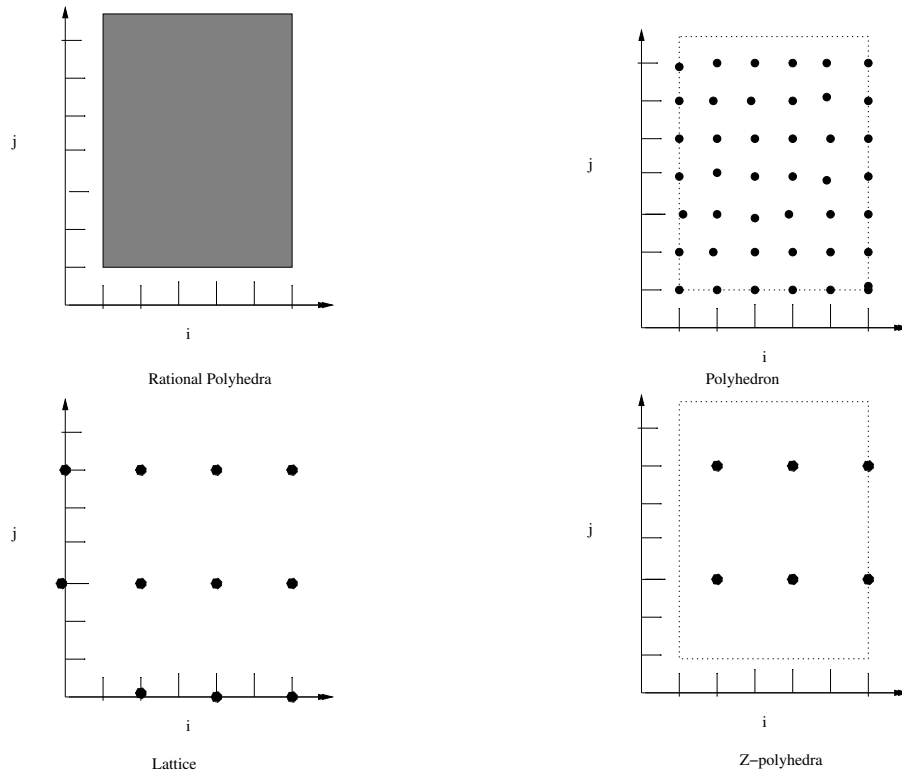 j
i
Rational Polyhedra
j
i
Polyhedron
j
i
Lattice
j
i
Z−polyhedra